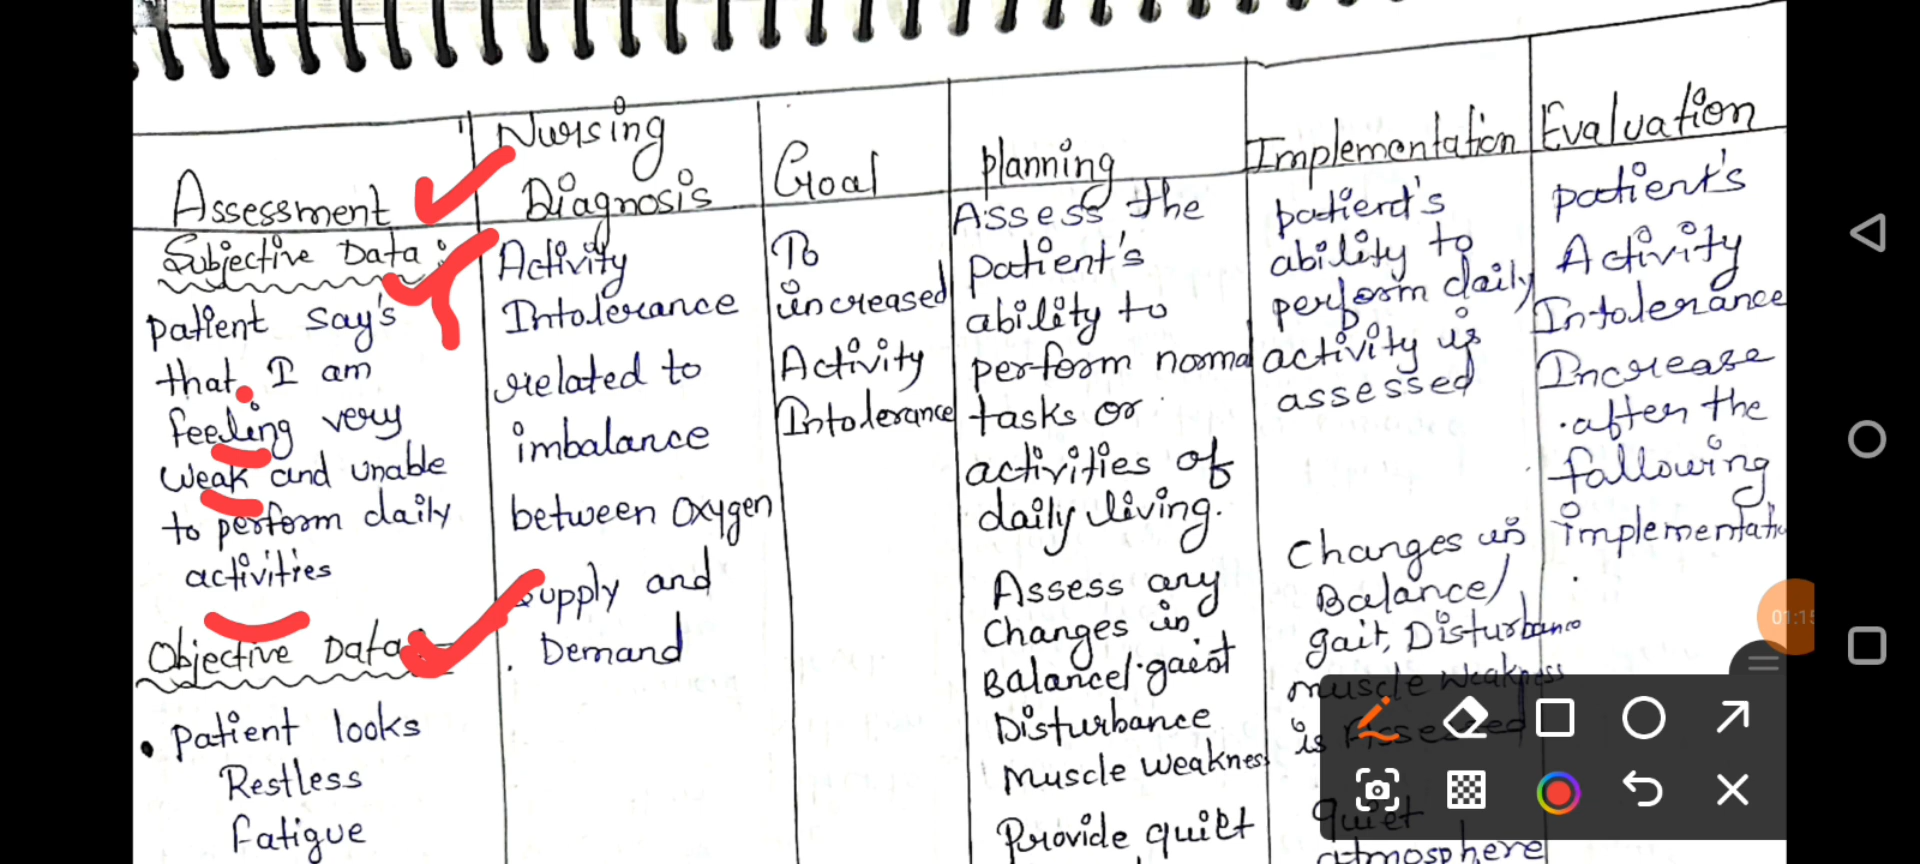 Assessment
Subjective Data:
patient say's
that I am
feeling very
weak and unable
to perform daily
activities
Objective Data
• patient looks
Restless
fatigue
Nursing
Diagnosis
Activity
Intolerance
related to
imbalance
between oxygen
supply and
Demand
Goal
To
increased
Activity
Intolerance
planning
Assess the
patient's
ability to
perform normal
tasks or
activities of
daily living.
Assess any
changes in
Balance/
Disturbance
muscle weakness
Provide quiet
Implementation
patient's
ability to
perform daily
activity is
assessed
Changes in
Balance/
gait, Disturbance
muscle weakness
is Assessed
quiet
atmosphere
Evaluation
patient's
Activity
Intolerance
Increase
after the
following
implementatio
01:15